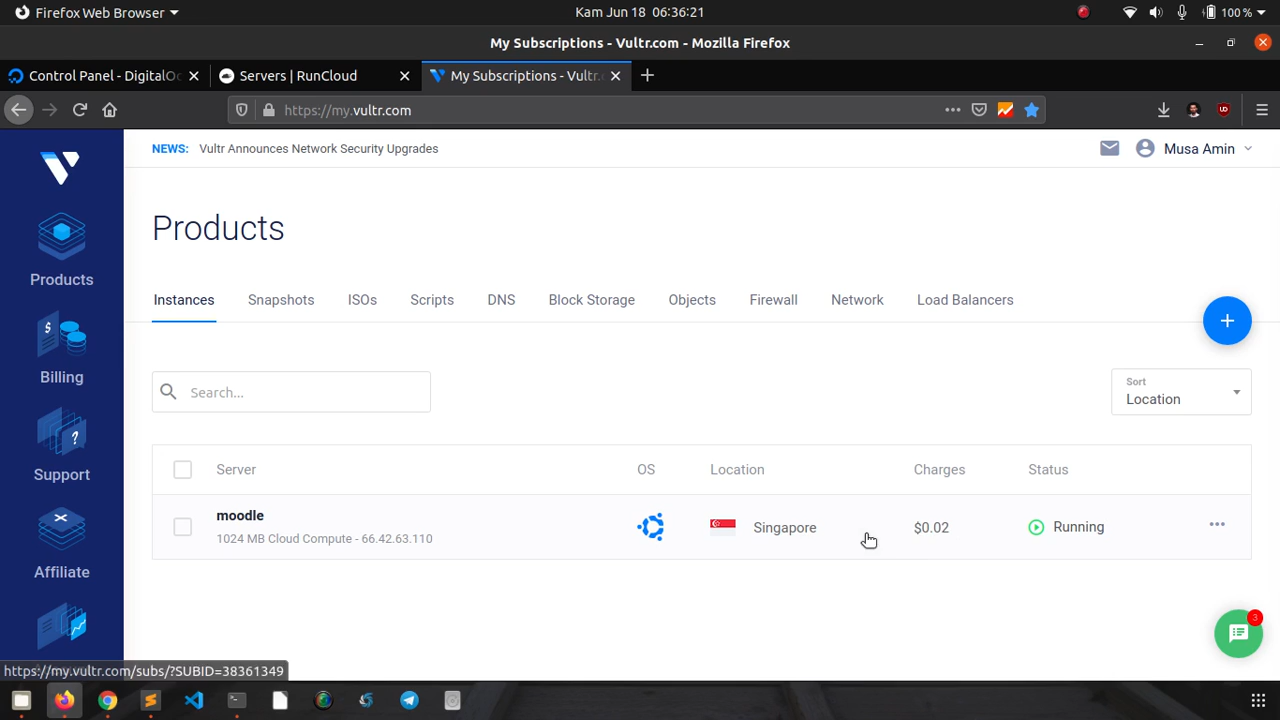 Firefox Web Browser
Kam Jun 18 06:36:21
100 %
My Subscriptions - Vultr.com - Mozilla Firefox
Control Panel - DigitalOc
Servers | RunCloud
My Subscriptions - Vultr.
https://my.vultr.com
NEWS: Vultr Announces Network Security Upgrades
Musa Amin
Products
Products
Billing
Support
Affiliate
Instances
Snapshots
ISOs
Scripts
DNS
Block Storage
Objects
Firewall
Network
Load Balancers
+
Search...
Sort
Location
Server
OS
Location
Charges
Status
moodle
1024 MB Cloud Compute - 66.42.63.110
Singapore
$0.02
Running
3
https://my.vultr.com/subs/?SUBID=38361349